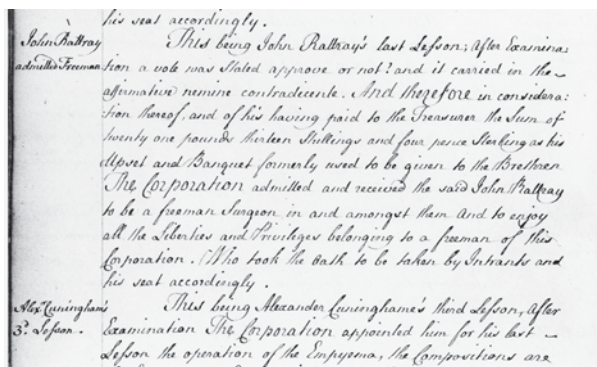 his seat accordingly.
John Rattray
admitted Freeman
This being John Rattray's last Lesson; After Examina:
tion a vote was Stated approve or not? and it carried in the
affirmative nemine contradicente. And therefore in considera:
tion thereof, and of his having paid to the Treasurer the Sum of
twenty one pounds thirteen Shillings and four pence Sterling as his
Upset and Banquet formerly used to be given to the Brethren
The Corporation admitted and received the said John Rattray
to be a freeman Surgeon in and amongst them And to enjoy
all the Liberties and Priviledges belonging to a freeman of this
Corporation. Who took the Oath to be taken by Intrants and
his seat accordingly.
Alexr. Cuningham's
3d. Lesson.
This being Alexander Cuninghame's third Lesson, After
Examination The Corporation appointed him for his last
Lesson the operation of the Empyema, the Compositions are